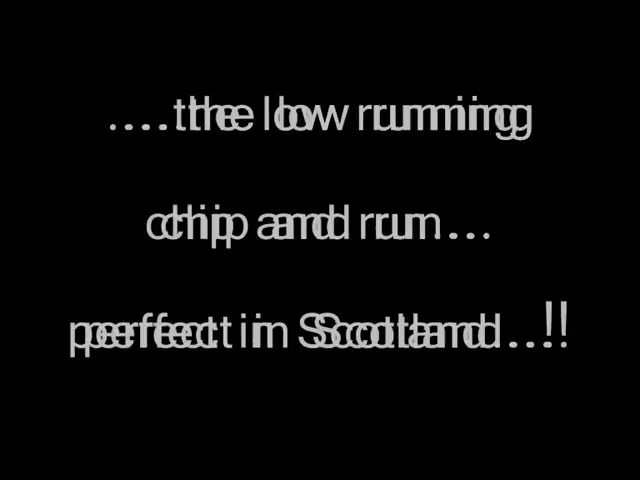 ....the low running
chip and run...
perfect in Scotland...!!